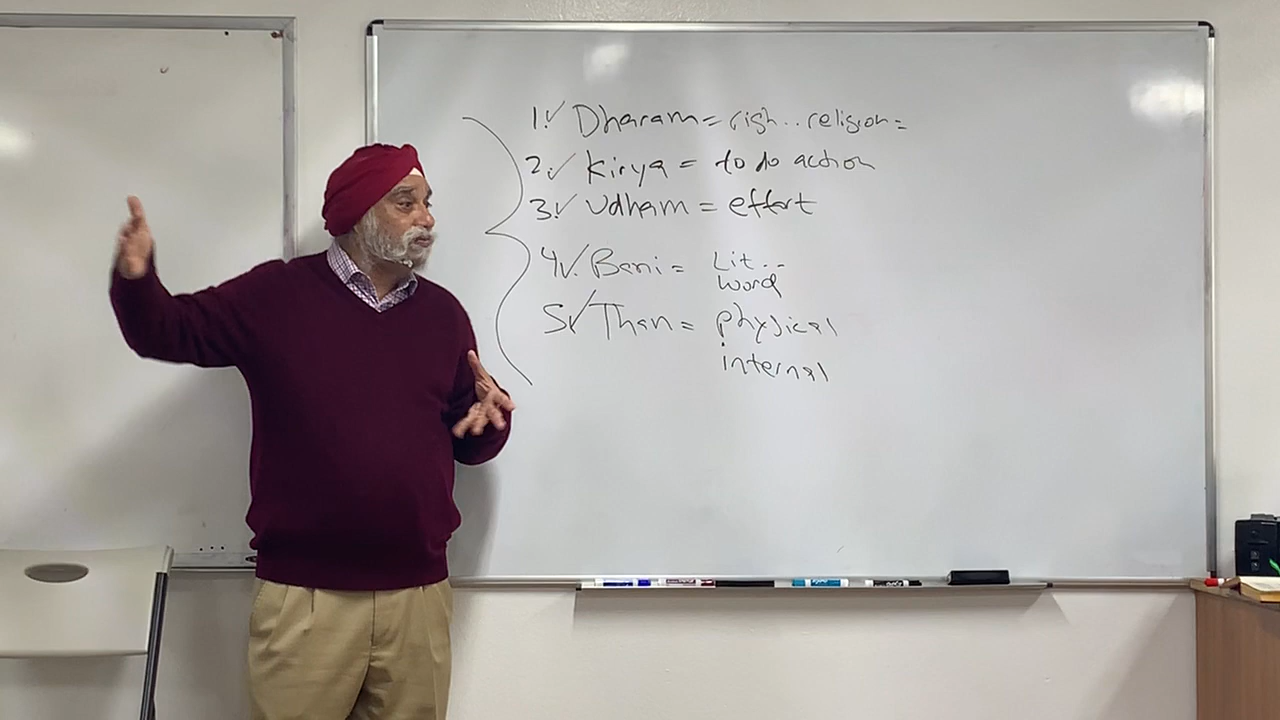 1.✓ Dharam = righ.. religion =
2.✓ Kirya = to do action
3.✓ Udham = effort
4✓. Bani = Lit..
word
5✓ Than = physical
internal